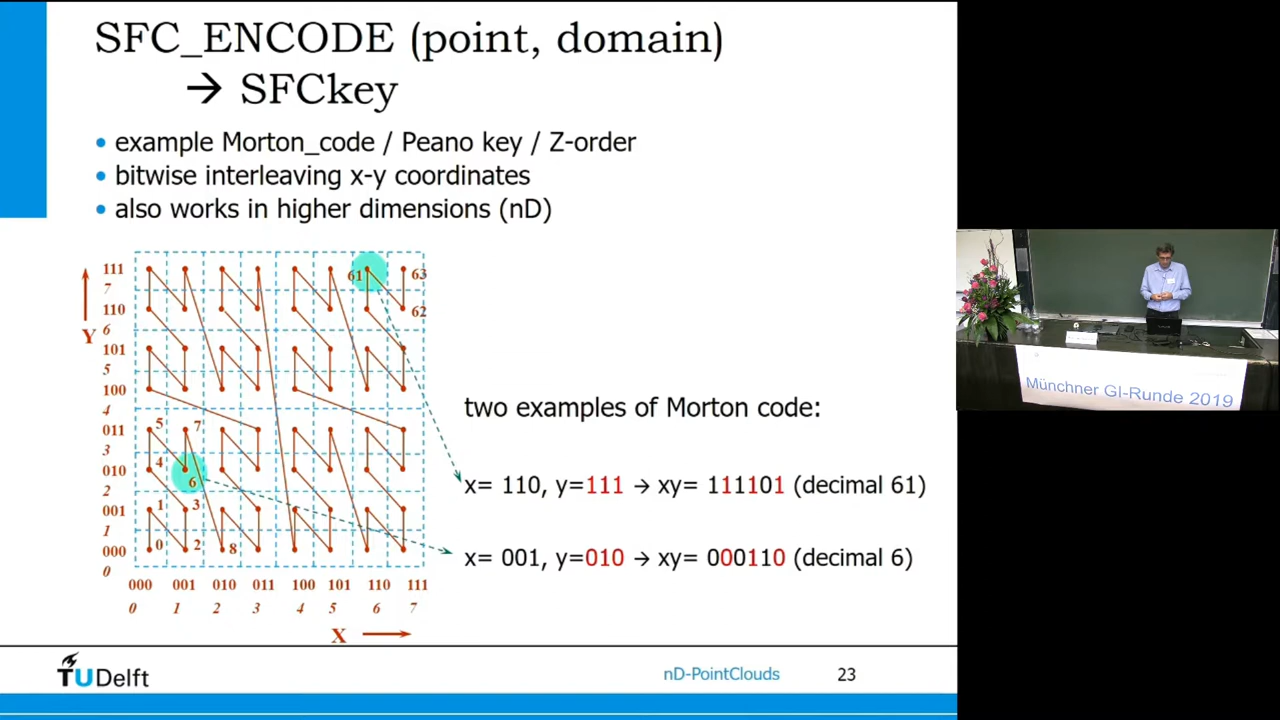 SFC_ENCODE (point, domain)
→ SFCkey
• example Morton_code / Peano key / Z-order
• bitwise interleaving x-y coordinates
• also works in higher dimensions (nD)
111
7
110
6
101
5
100
4
011
3
010
2
001
1
000
0
Y
61
63
62
5
7
4
6
1
3
0
2
8
000 001 010 011 100 101 110 111
0 1 2 3 4 5 6 7
X
two examples of Morton code:
x= 110, y=111 → xy= 111101 (decimal 61)
x= 001, y=010 → xy= 000110 (decimal 6)
TUDelft
nD-PointClouds
23
Münchner GI-Runde 2019